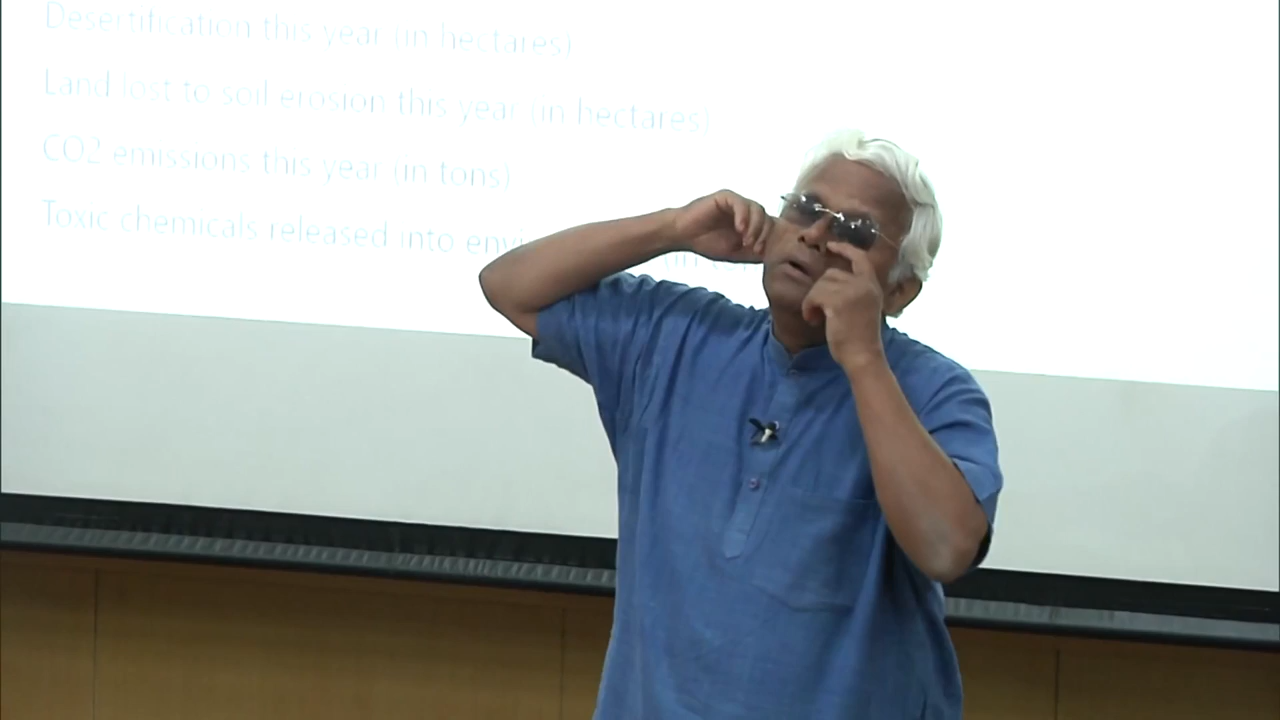 Desertification this year (in hectares)
Land lost to soil erosion this year (in hectares)
CO2 emissions this year (in tons)
Toxic chemicals released into (in